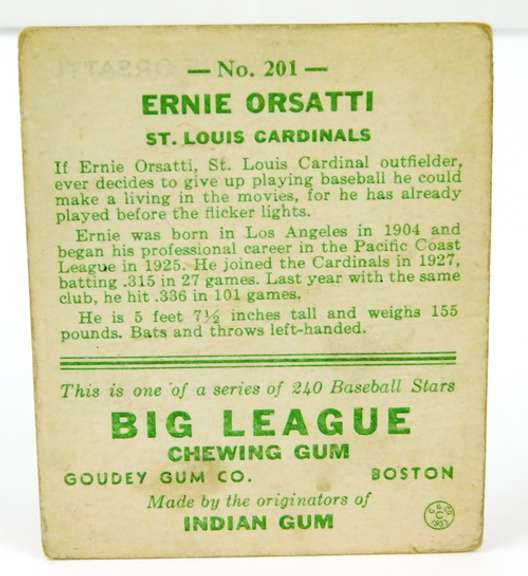 — No. 201 —
ERNIE ORSATTI
ST. LOUIS CARDINALS
If Ernie Orsatti, St. Louis Cardinal outfielder,
ever decides to give up playing baseball he could
make a living in the movies, for he has already
played before the flicker lights.
Ernie was born in Los Angeles in 1904 and
began his professional career in the Pacific Coast
League in 1925. He joined the Cardinals in 1927,
batting .315 in 27 games. Last year with the same
club, he hit .336 in 101 games.
He is 5 feet 7½ inches tall and weighs 155
pounds. Bats and throws left-handed.
This is one of a series of 240 Baseball Stars
BIG LEAGUE
CHEWING GUM
GOUDEY GUM CO. BOSTON
Made by the originators of
INDIAN GUM